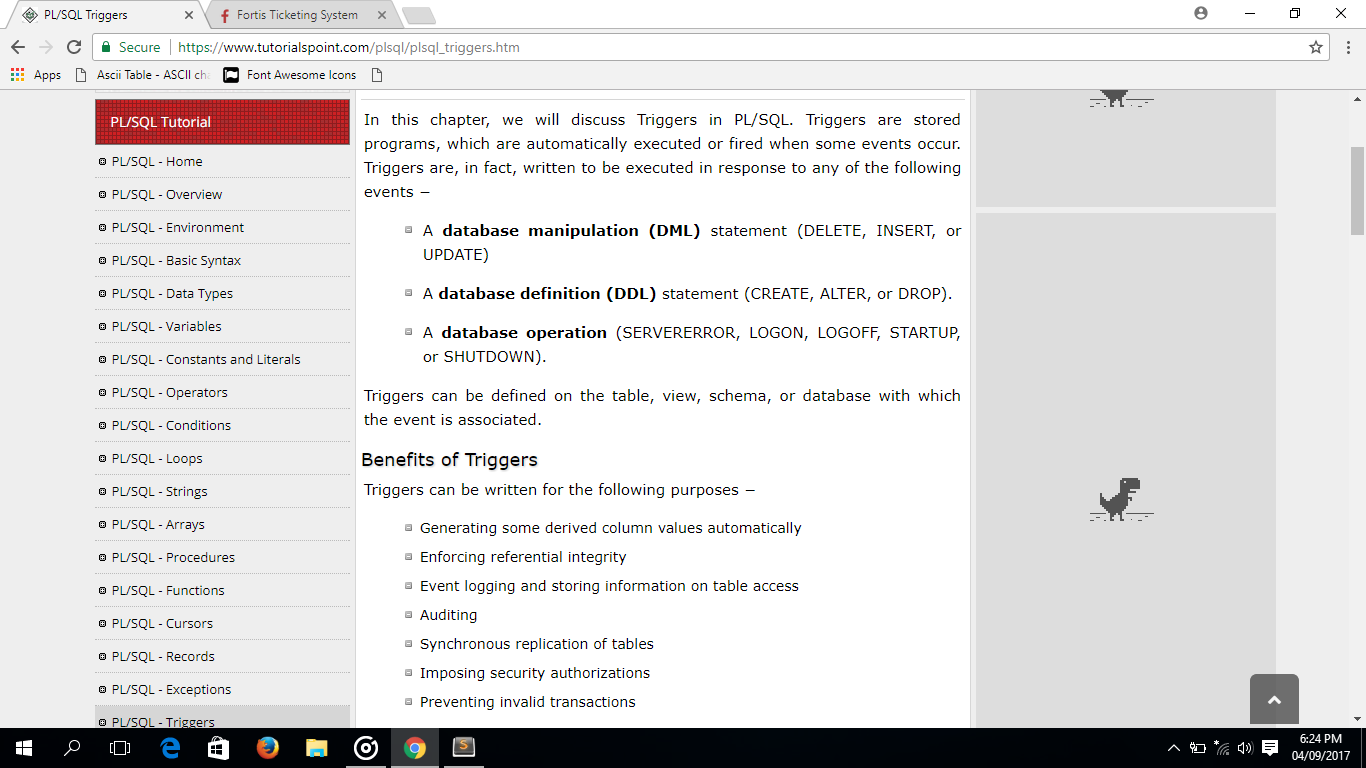 PL/SQL Triggers
Fortis Ticketing System
Secure
https://www.tutorialspoint.com/plsql/plsql_triggers.htm
Apps
Ascii Table - ASCII ch
Font Awesome Icons
PL/SQL Tutorial
PL/SQL - Home
PL/SQL - Overview
PL/SQL - Environment
PL/SQL - Basic Syntax
PL/SQL - Data Types
PL/SQL - Variables
PL/SQL - Constants and Literals
PL/SQL - Operators
PL/SQL - Conditions
PL/SQL - Loops
PL/SQL - Strings
PL/SQL - Arrays
PL/SQL - Procedures
PL/SQL - Functions
PL/SQL - Cursors
PL/SQL - Records
PL/SQL - Exceptions
PL/SQL - Triggers
In this chapter, we will discuss Triggers in PL/SQL. Triggers are stored
programs, which are automatically executed or fired when some events occur.
Triggers are, in fact, written to be executed in response to any of the following
events −
A database manipulation (DML) statement (DELETE, INSERT, or
UPDATE)
A database definition (DDL) statement (CREATE, ALTER, or DROP).
A database operation (SERVERERROR, LOGON, LOGOFF, STARTUP,
or SHUTDOWN).
Triggers can be defined on the table, view, schema, or database with which
the event is associated.
Benefits of Triggers
Triggers can be written for the following purposes −
Generating some derived column values automatically
Enforcing referential integrity
Event logging and storing information on table access
Auditing
Synchronous replication of tables
Imposing security authorizations
Preventing invalid transactions
6:24 PM
04/09/2017